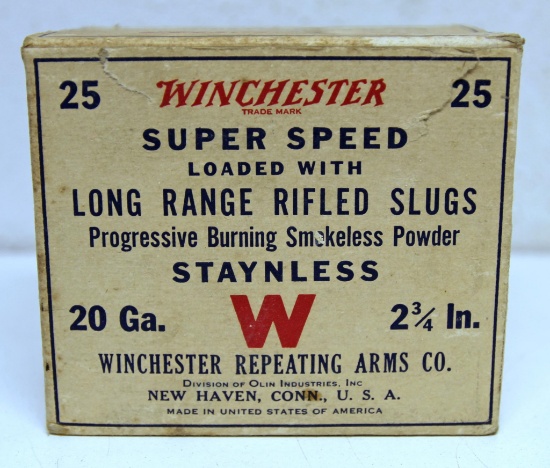 25 WINCHESTER 25
TRADE MARK
SUPER SPEED
LOADED WITH
LONG RANGE RIFLED SLUGS
Progressive Burning Smokeless Powder
STAYNLESS
20 Ga. W 2¾ In.
WINCHESTER REPEATING ARMS CO.
DIVISION OF OLIN INDUSTRIES, INC
NEW HAVEN, CONN., U. S. A.
MADE IN UNITED STATES OF AMERICA